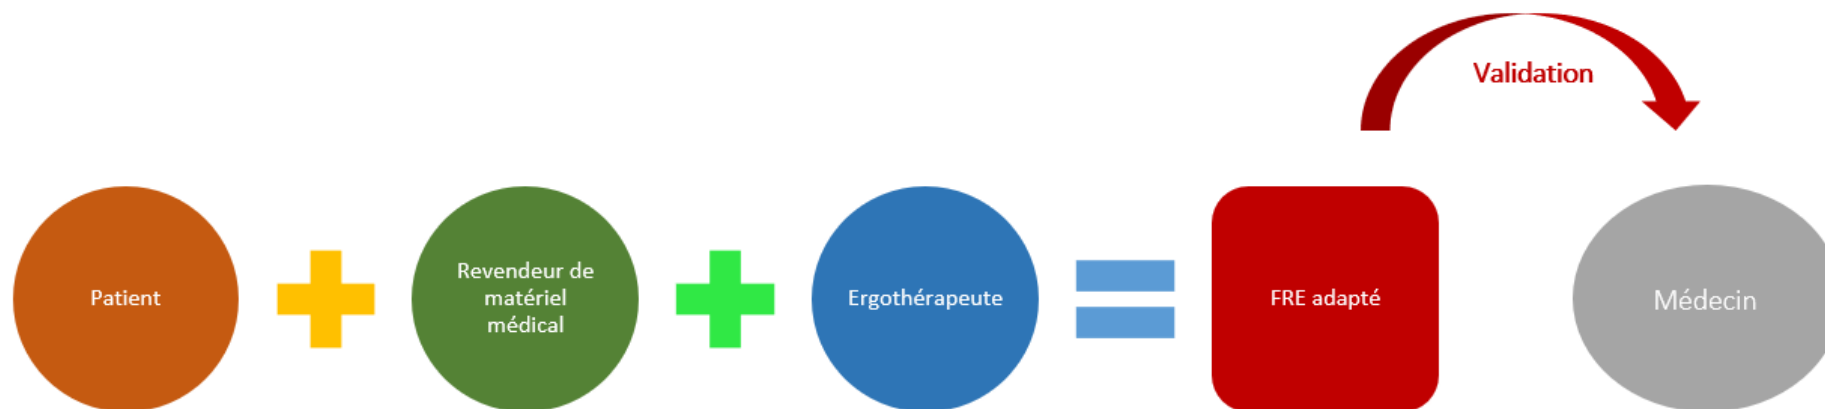 Validation
Patient
Revendeur de
matériel
médical
Ergothérapeute
FRE adapté
Médecin